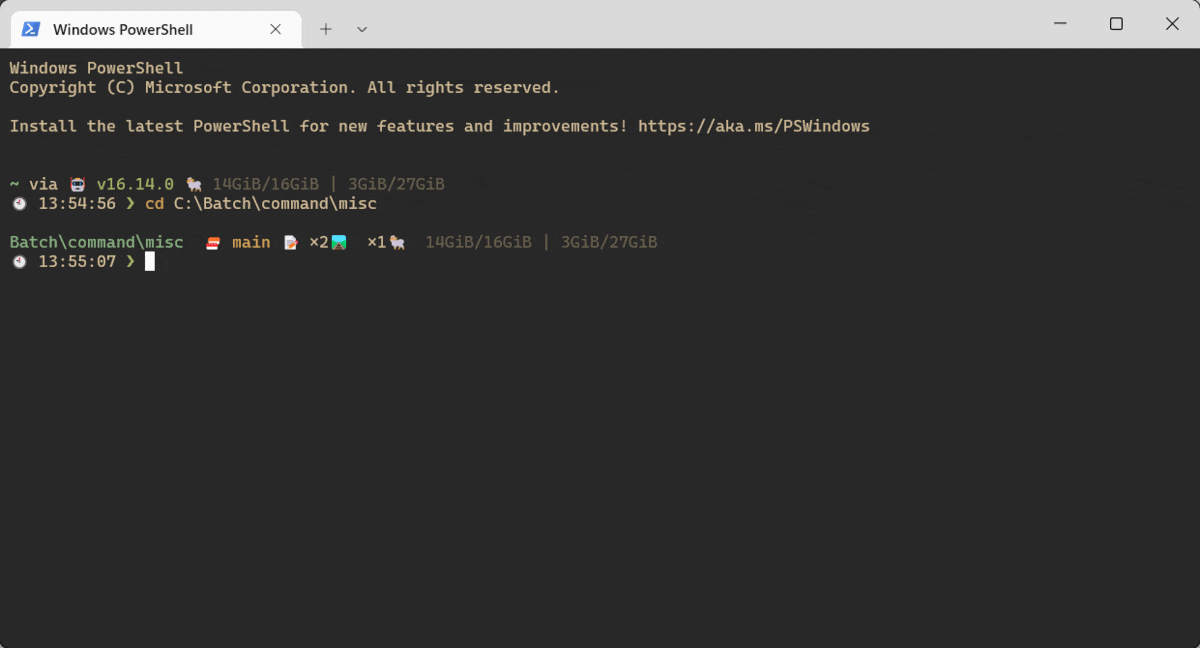 Windows PowerShell
Windows PowerShell
Copyright (C) Microsoft Corporation. All rights reserved.
Install the latest PowerShell for new features and improvements! https://aka.ms/PSWindows
~ via 🤖 v16.14.0 🐏 14GiB/16GiB | 3GiB/27GiB
🕙 13:54:56 ❯ cd C:\Batch\command\misc
Batch\command\misc 📚 main 📝 ×2🛤️ ×1🐏 14GiB/16GiB | 3GiB/27GiB
🕙 13:55:07 ❯